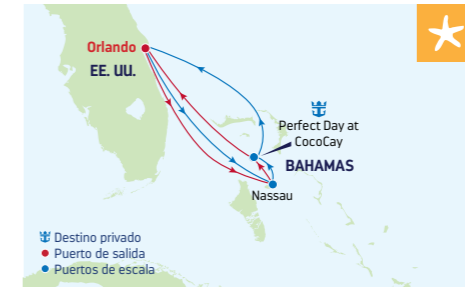 Orlando
EE. UU.
Perfect Day at
CocoCay
BAHAMAS
Nassau
Destino privado
Puerto de salida
Puertos de escala